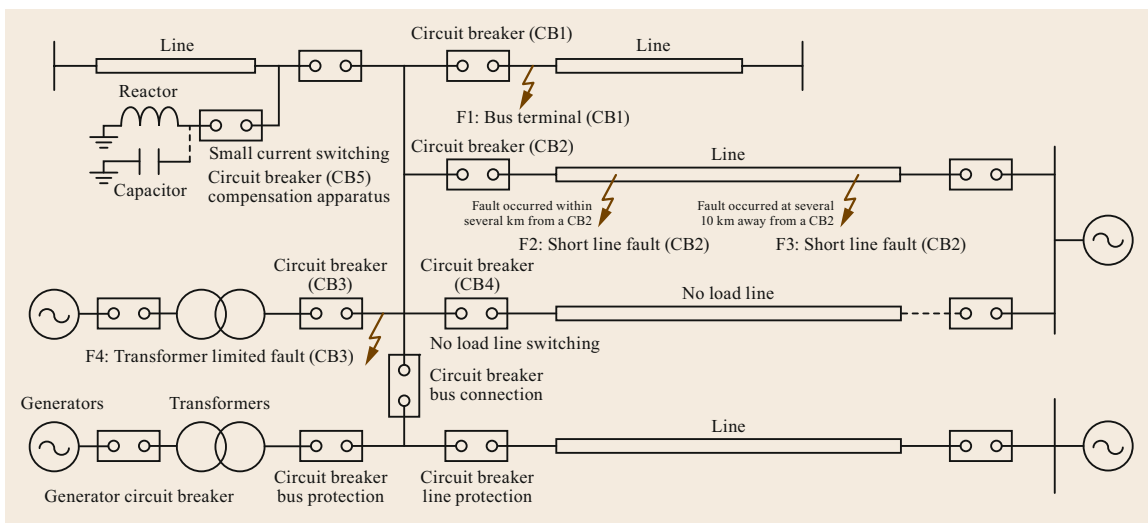 Circuit breaker (CB1)
Line
Line
Reactor
F1: Bus terminal (CB1)
Small current switching
Circuit breaker (CB5)
compensation apparatus
Capacitor
Circuit breaker (CB2)
Line
Fault occurred within
several km from a CB2
Fault occurred at several
10 km away from a CB2
F2: Short line fault (CB2)
F3: Short line fault (CB2)
Circuit breaker
(CB3)
Circuit breaker
(CB4)
No load line
F4: Transformer limited fault (CB3)
No load line switching
Circuit breaker
bus connection
Generators
Transformers
Line
Generator circuit breaker
Circuit breaker
bus protection
Circuit breaker
line protection